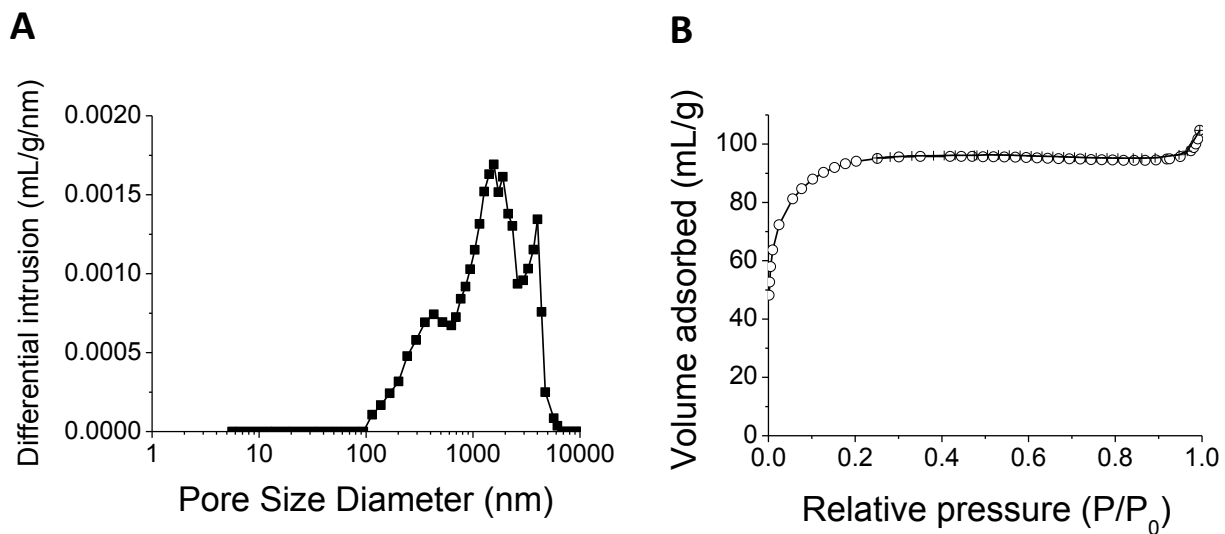 A
Differential intrusion (mL/g/nm)
0.0020
0.0015
0.0010
0.0005
0.0000
1 10 100 1000 10000
Pore Size Diameter (nm)
B
Volume adsorbed (mL/g)
100
80
60
40
20
0
0.0 0.2 0.4 0.6 0.8 1.0
Relative pressure (P/P₀)